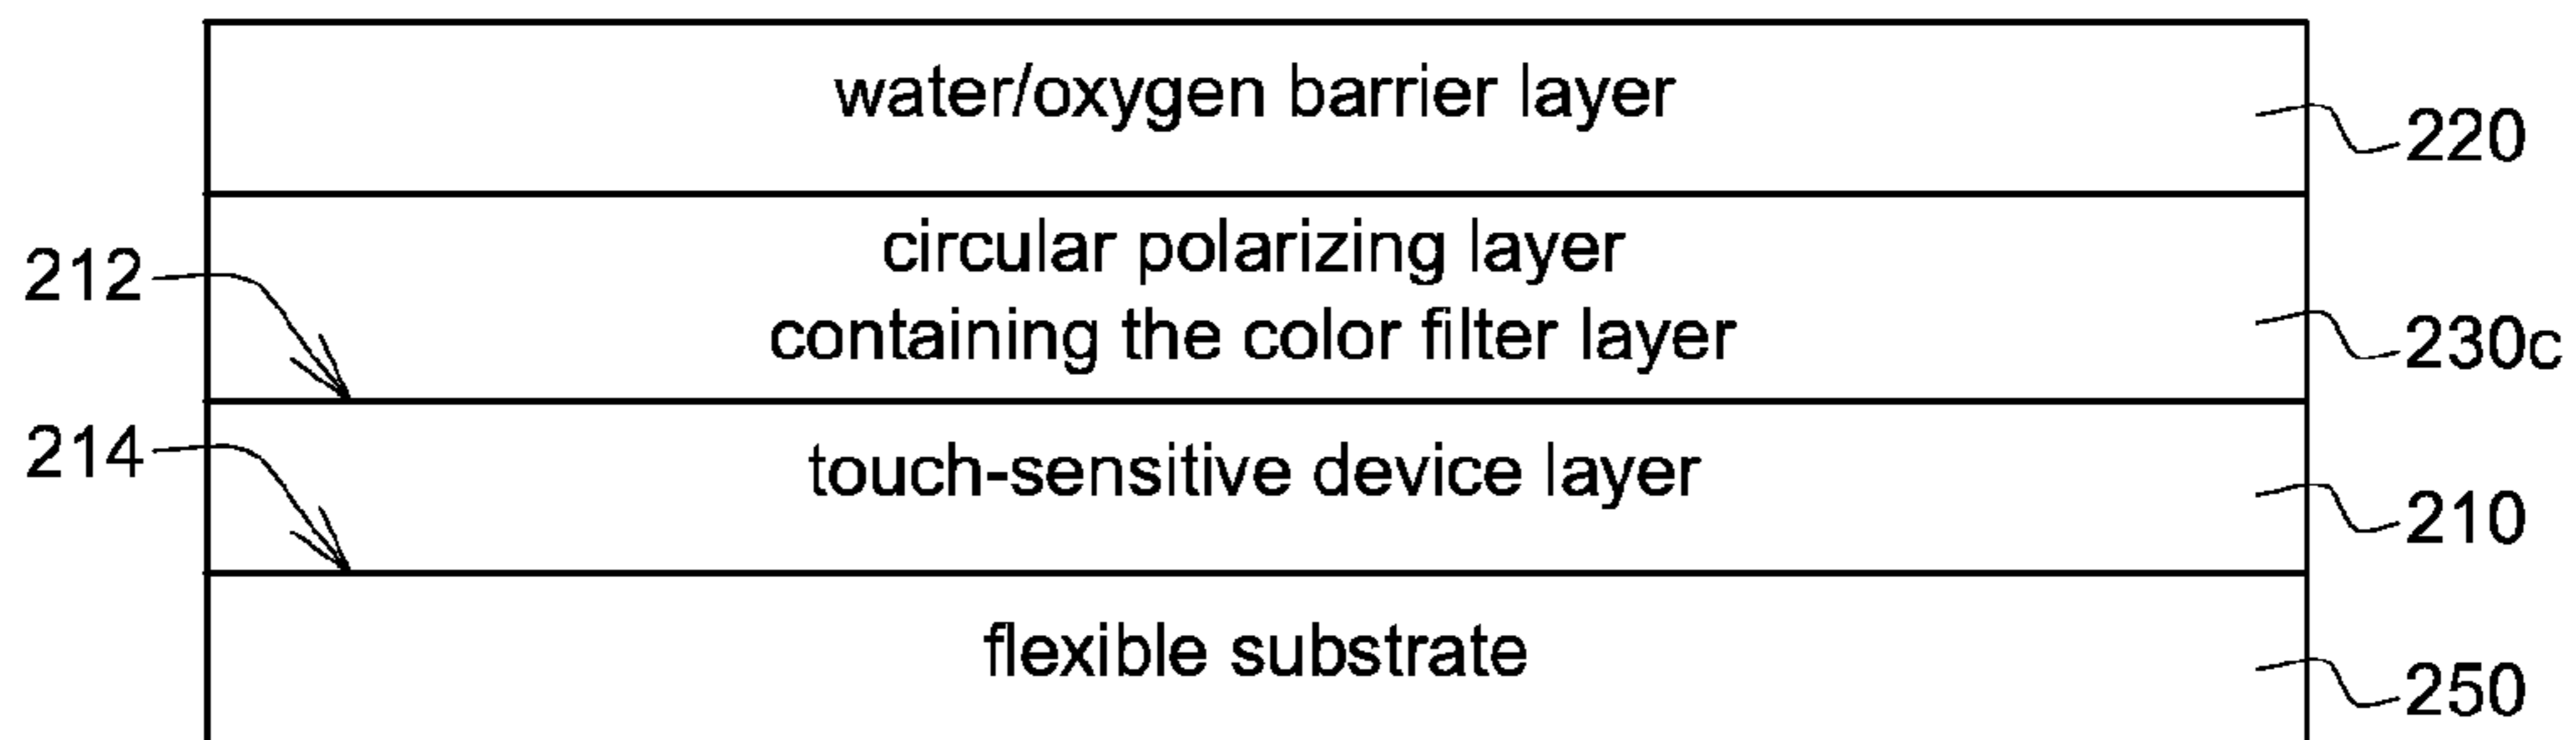 water/oxygen barrier layer
220
circular polarizing layer
containing the color filter layer
212
230c
214
touch-sensitive device layer
210
flexible substrate
250